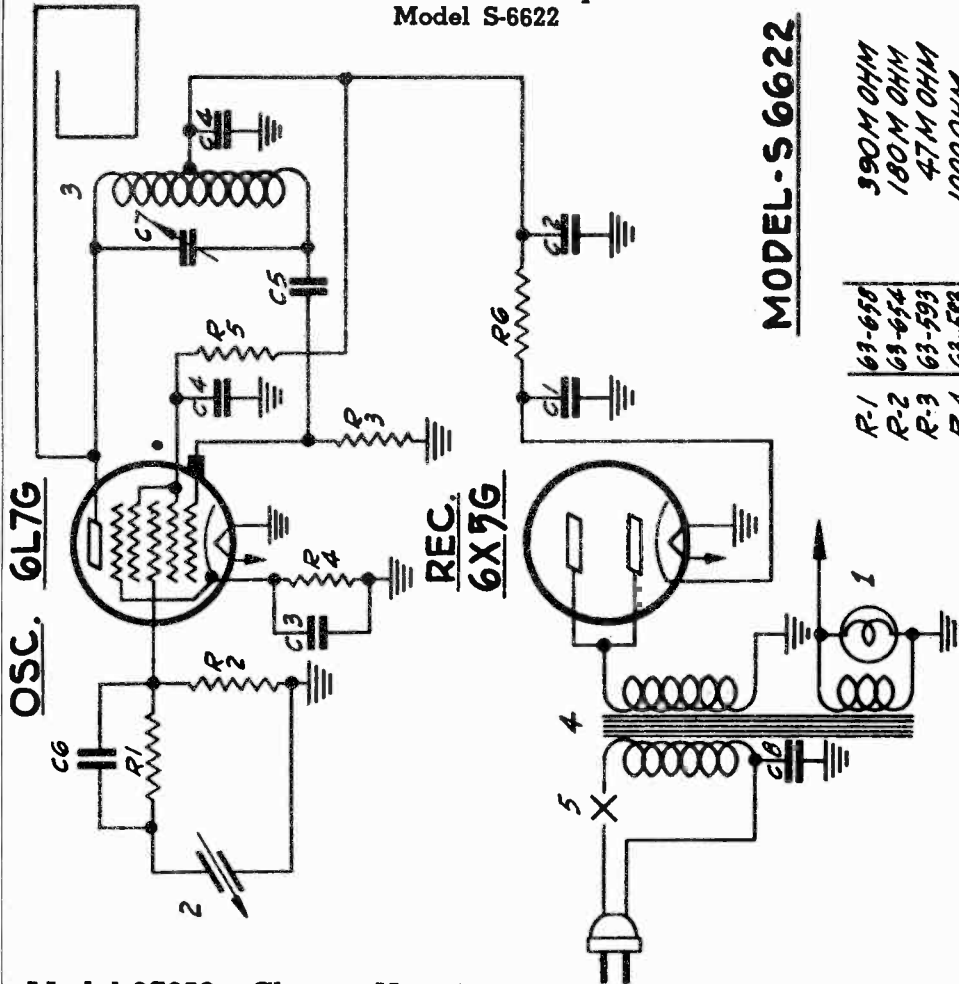 Model S-6622
OSC. 6L7G
3
C7
C4
C5
R5
C4
R3
R4
C3
C6
R1
R2
2
REC.
6X5G
R6
C2
C1
4
5
C8
1
MODEL-S6622
R-1 63-658 390M OHM
R-2 63-654 180M OHM
R-3 63-593 47M OHM